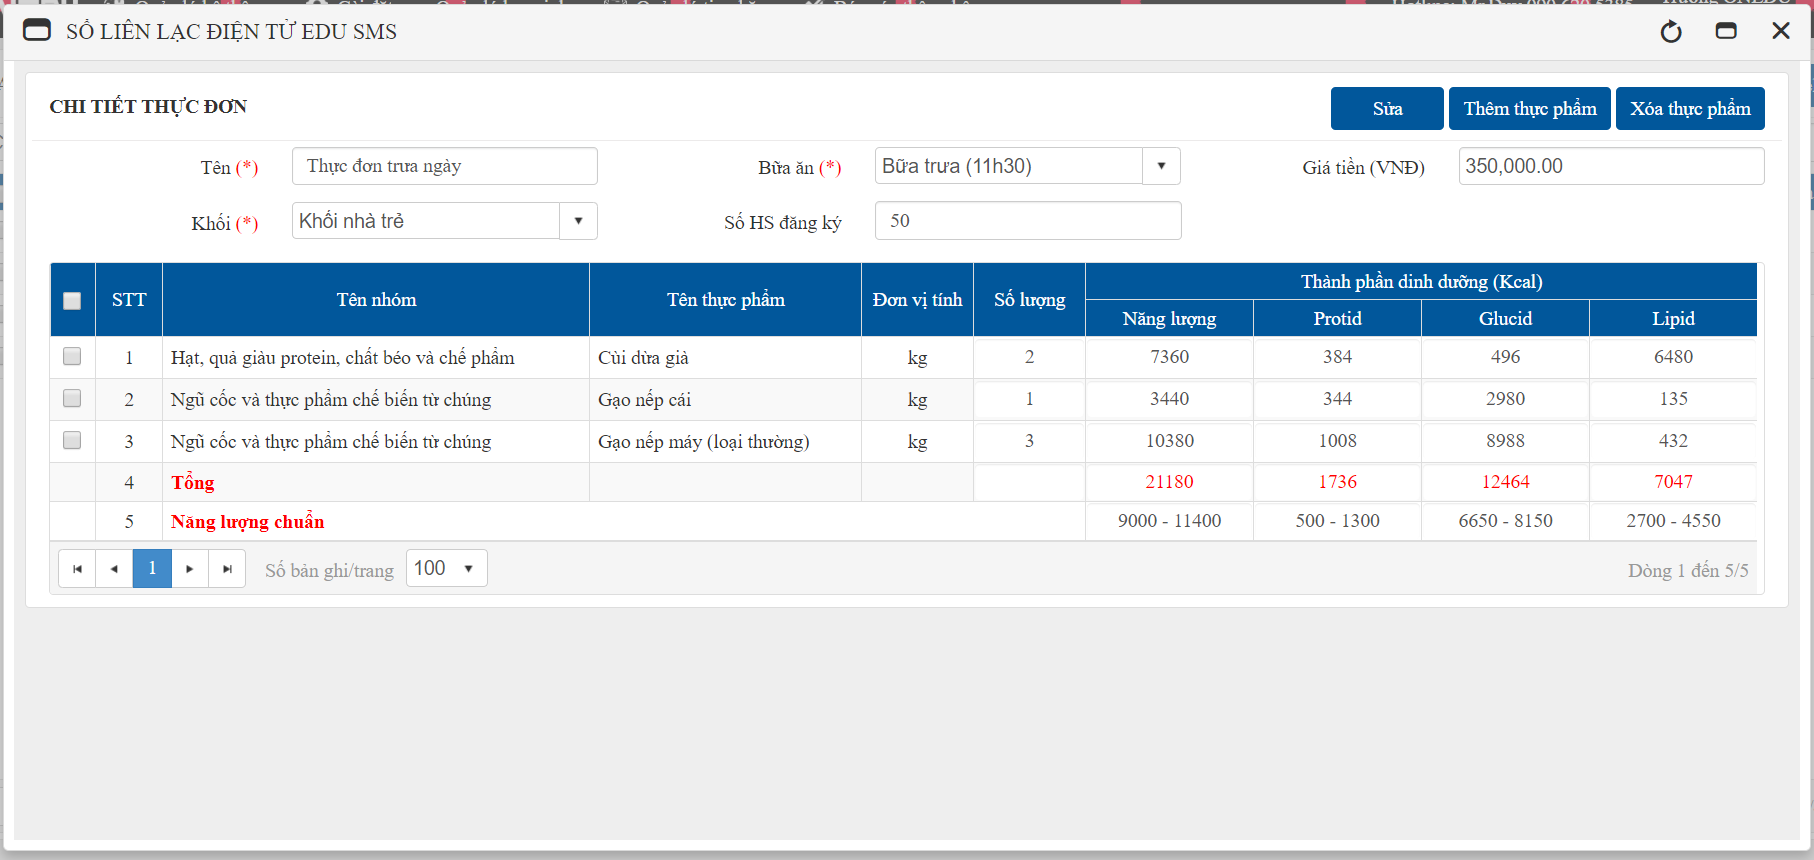 SỔ LIÊN LẠC ĐIỆN TỬ EDU SMS
CHI TIẾT THỰC ĐƠN
Sửa
Thêm thực phẩm
Xóa thực phẩm
Tên (*) Thực đơn trưa ngày
Bữa ăn (*) Bữa trưa (11h30)
Giá tiền (VNĐ) 350,000.00
Khối (*) Khối nhà trẻ
Số HS đăng ký 50
STT Tên nhóm Tên thực phẩm Đơn vị tính Số lượng Thành phần dinh dưỡng (Kcal)
Năng lượng Protid Glucid Lipid
1 Hạt, quả giàu protein, chất béo và chế phẩm Cùi dừa già kg 2 7360 384 496 6480
2 Ngũ cốc và thực phẩm chế biến từ chúng Gạo nếp cái kg 1 3440 344 2980 135
3 Ngũ cốc và thực phẩm chế biến từ chúng Gạo nếp máy (loại thường) kg 3 10380 1008 8988 432
4 Tổng 21180 1736 12464 7047
5 Năng lượng chuẩn 9000 - 11400 500 - 1300 6650 - 8150 2700 - 4550
1 Số bản ghi/trang 100 Dòng 1 đến 5/5